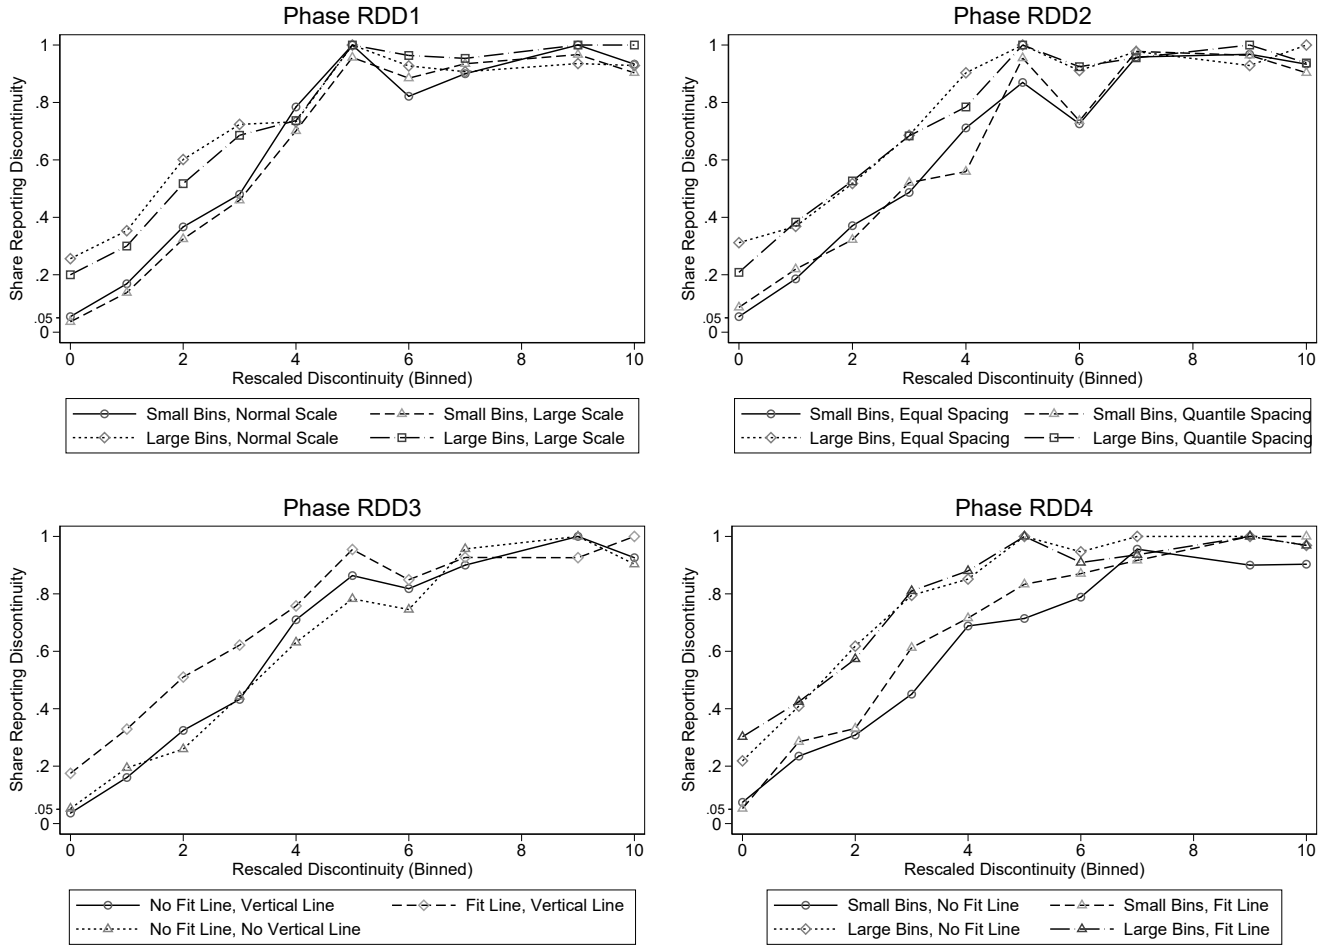 Phase RDD1
Share Reporting Discontinuity
1
.8
.6
.4
.2
.05
0
0 2 4 6 8 10
Rescaled Discontinuity (Binned)
Small Bins, Normal Scale Small Bins, Large Scale
Large Bins, Normal Scale Large Bins, Large Scale
Phase RDD2
Share Reporting Discontinuity
1
.8
.6
.4
.2
.05
0
0 2 4 6 8 10
Rescaled Discontinuity (Binned)
Small Bins, Equal Spacing Small Bins, Quantile Spacing
Large Bins, Equal Spacing Large Bins, Quantile Spacing
Phase RDD3
Share Reporting Discontinuity
1
.8
.6
.4
.2
.05
0
0 2 4 6 8 10
Rescaled Discontinuity (Binned)
No Fit Line, Vertical Line Fit Line, Vertical Line
No Fit Line, No Vertical Line
Phase RDD4
Share Reporting Discontinuity
1
.8
.6
.4
.2
.05
0
0 2 4 6 8 10
Rescaled Discontinuity (Binned)
Small Bins, No Fit Line Small Bins, Fit Line
Large Bins, No Fit Line Large Bins, Fit Line